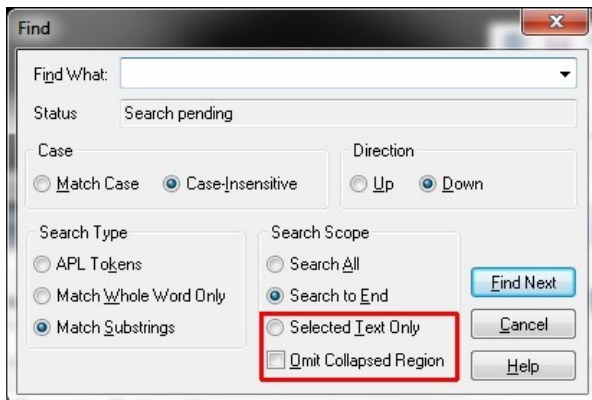 Find
Find What:
Status Search pending
Case
Match Case Case-Insensitive
Direction
Up Down
Search Type
APL Tokens
Match Whole Word Only
Match Substrings
Search Scope
Search All
Search to End
Selected Text Only
Omit Collapsed Region
Find Next
Cancel
Help